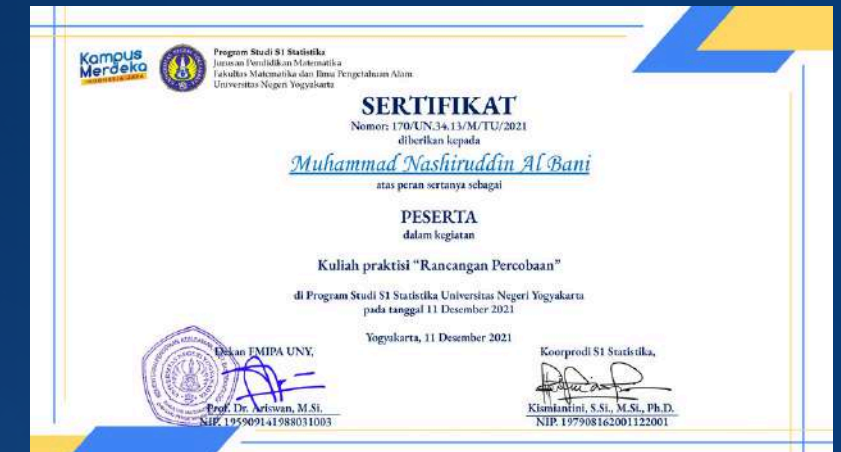 Kampus
Merdeka
INDONESIA JAYA
Program Studi S1 Statistika
Jurusan Pendidikan Matematika
Fakultas Matematika dan Ilmu Pengetahuan Alam
Universitas Negeri Yogyakarta
SERTIFIKAT
Nomor: 170/UN.34.13/M/TU/2021
diberikan kepada
Muhammad Nashiruddin Al Bani
atas peran sertanya sebagai
PESERTA
dalam kegiatan
Kuliah praktisi “Rancangan Percobaan”
di Program Studi S1 Statistika Universitas Negeri Yogyakarta
pada tanggal 11 Desember 2021
Yogyakarta, 11 Desember 2021
Dekan FMIPA UNY,
Prof. Dr. Ariswan, M.Si.
NIP. 195909141988031003
Koorprodi S1 Statistika,
Kismiantini, S.Si., M.Si., Ph.D.
NIP. 197908162001122001